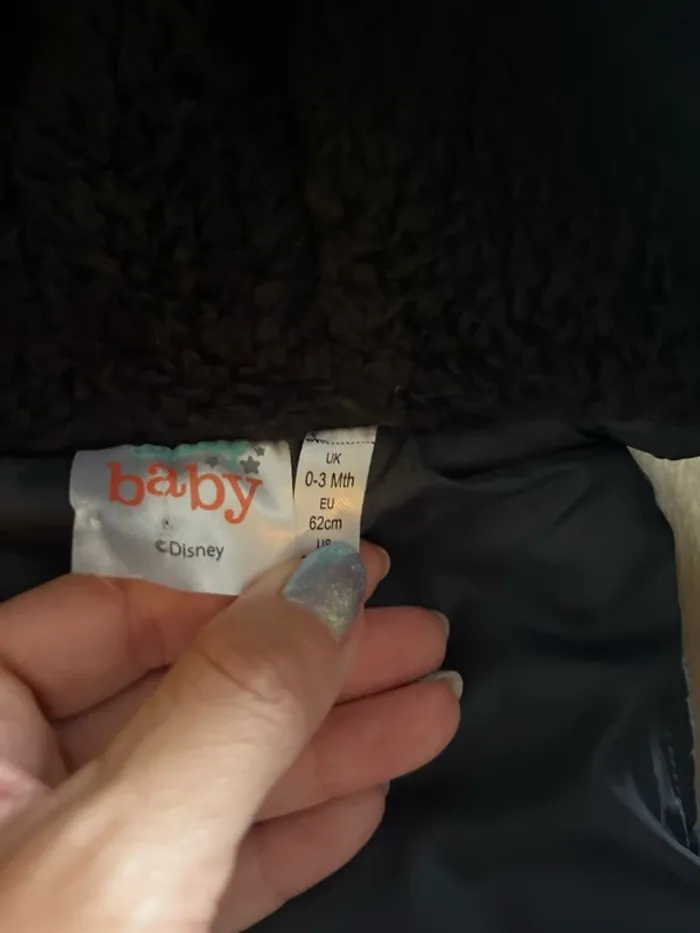 baby
©Disney
UK
0-3 Mth
EU
62cm
US